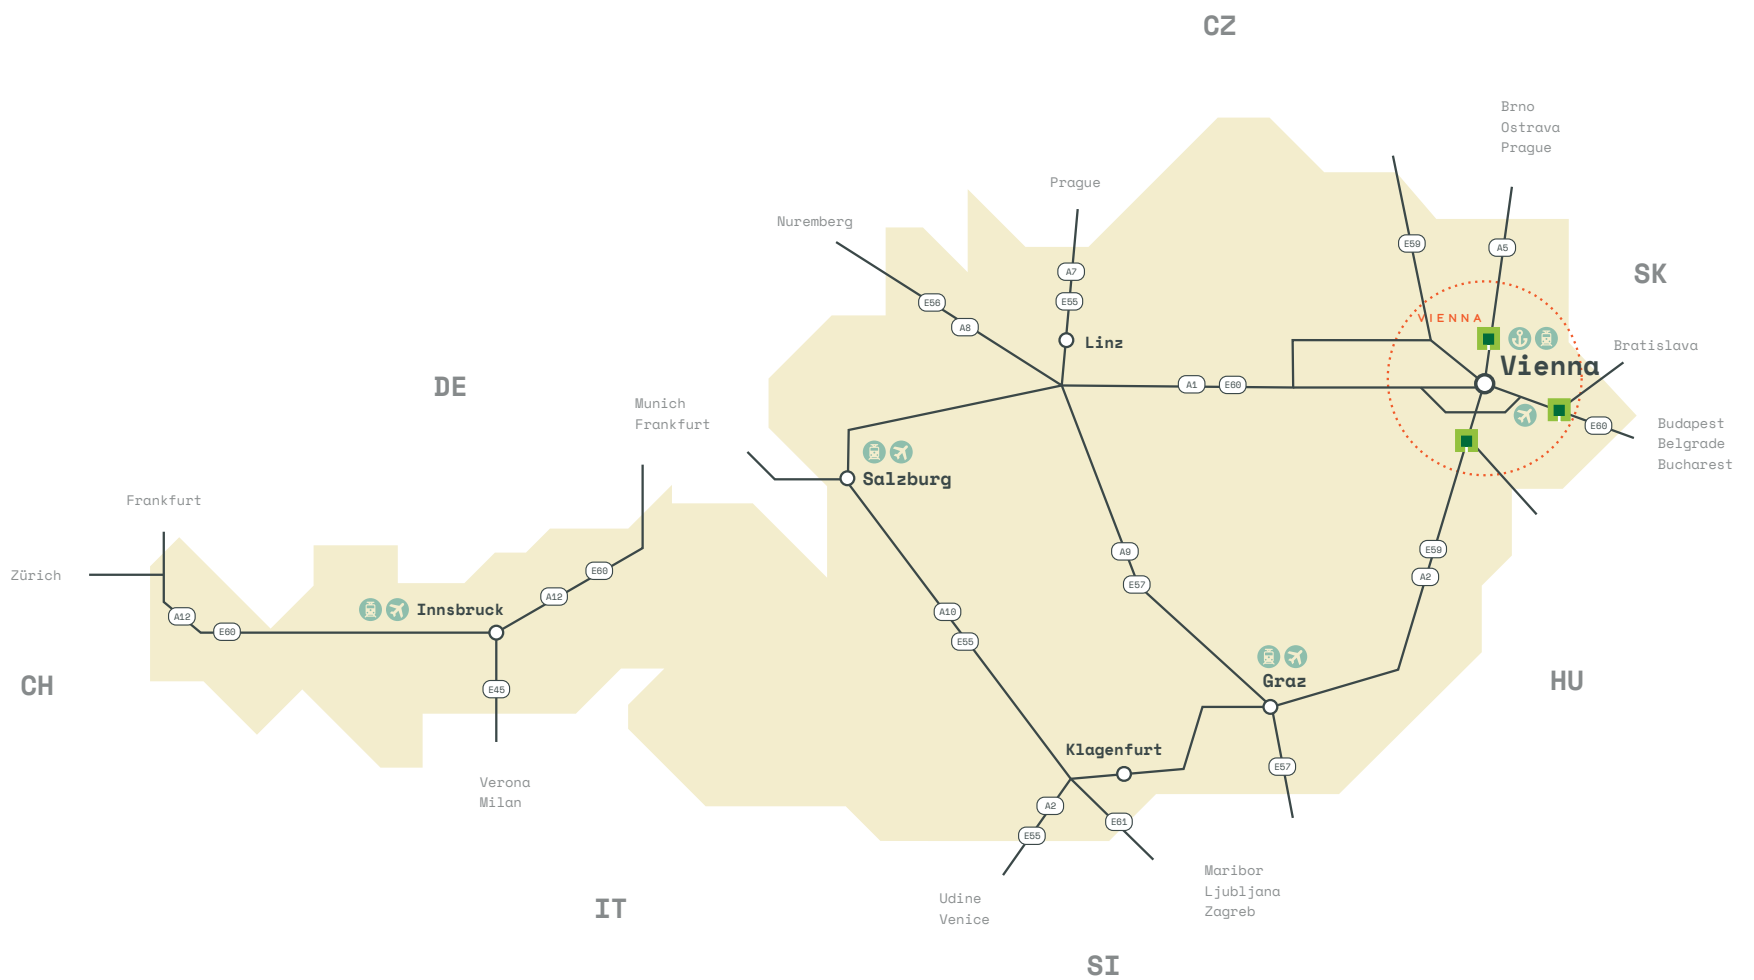 CZ
Brno
Ostrava
Prague
Prague
Nuremberg
E59
A5
A7
SK
E56
E55
A8
VIENNA
Linz
Bratislava
Vienna
DE
A1
E60
Munich
Frankfurt
E60
Budapest
Belgrade
Bucharest
Salzburg
Frankfurt
E59
A9
Zürich
E60
A2
E57
A12
Innsbruck
A10
A12
E60
E55
CH
E45
Graz
HU
Klagenfurt
E57
Verona
Milan
A2
E61
E55
Maribor
Ljubljana
Zagreb
IT
Udine
Venice
SI